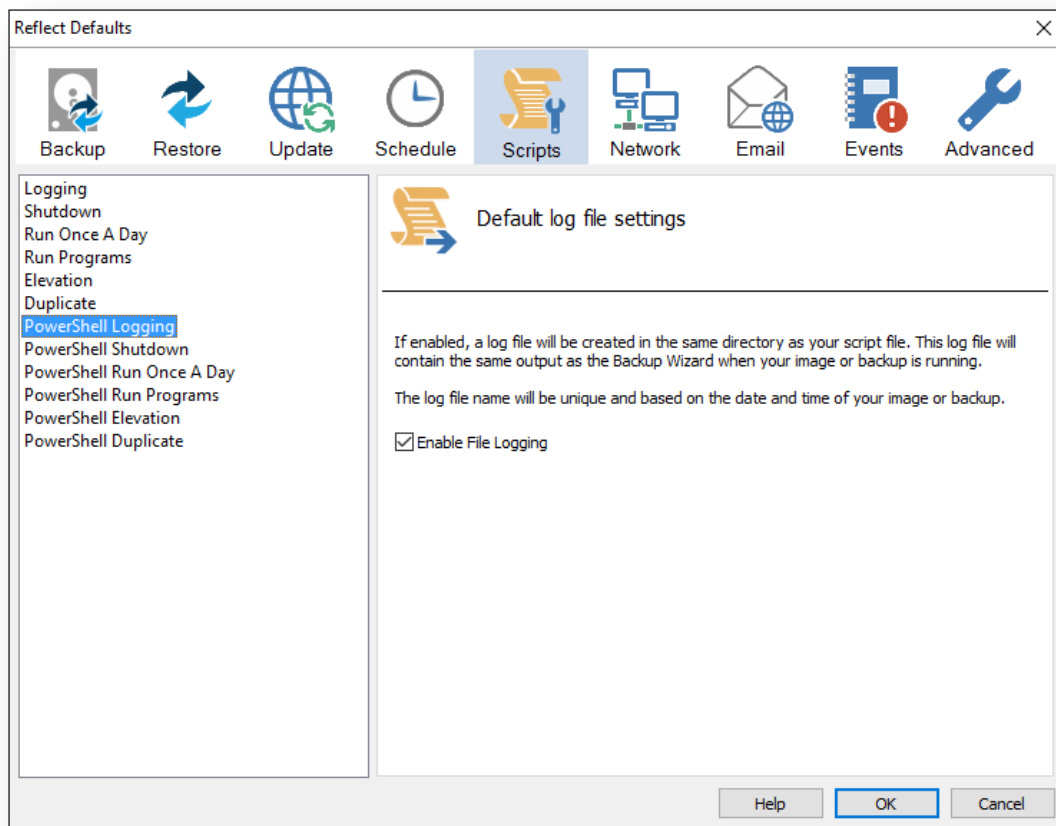 Reflect Defaults
Backup
Restore
Update
Schedule
Scripts
Network
Email
Events
Advanced
Logging
Shutdown
Run Once A Day
Run Programs
Elevation
Duplicate
PowerShell Logging
PowerShell Shutdown
PowerShell Run Once A Day
PowerShell Run Programs
PowerShell Elevation
PowerShell Duplicate
Default log file settings
If enabled, a log file will be created in the same directory as your script file. This log file will
contain the same output as the Backup Wizard when your image or backup is running.
The log file name will be unique and based on the date and time of your image or backup.
Enable File Logging
Help
OK
Cancel